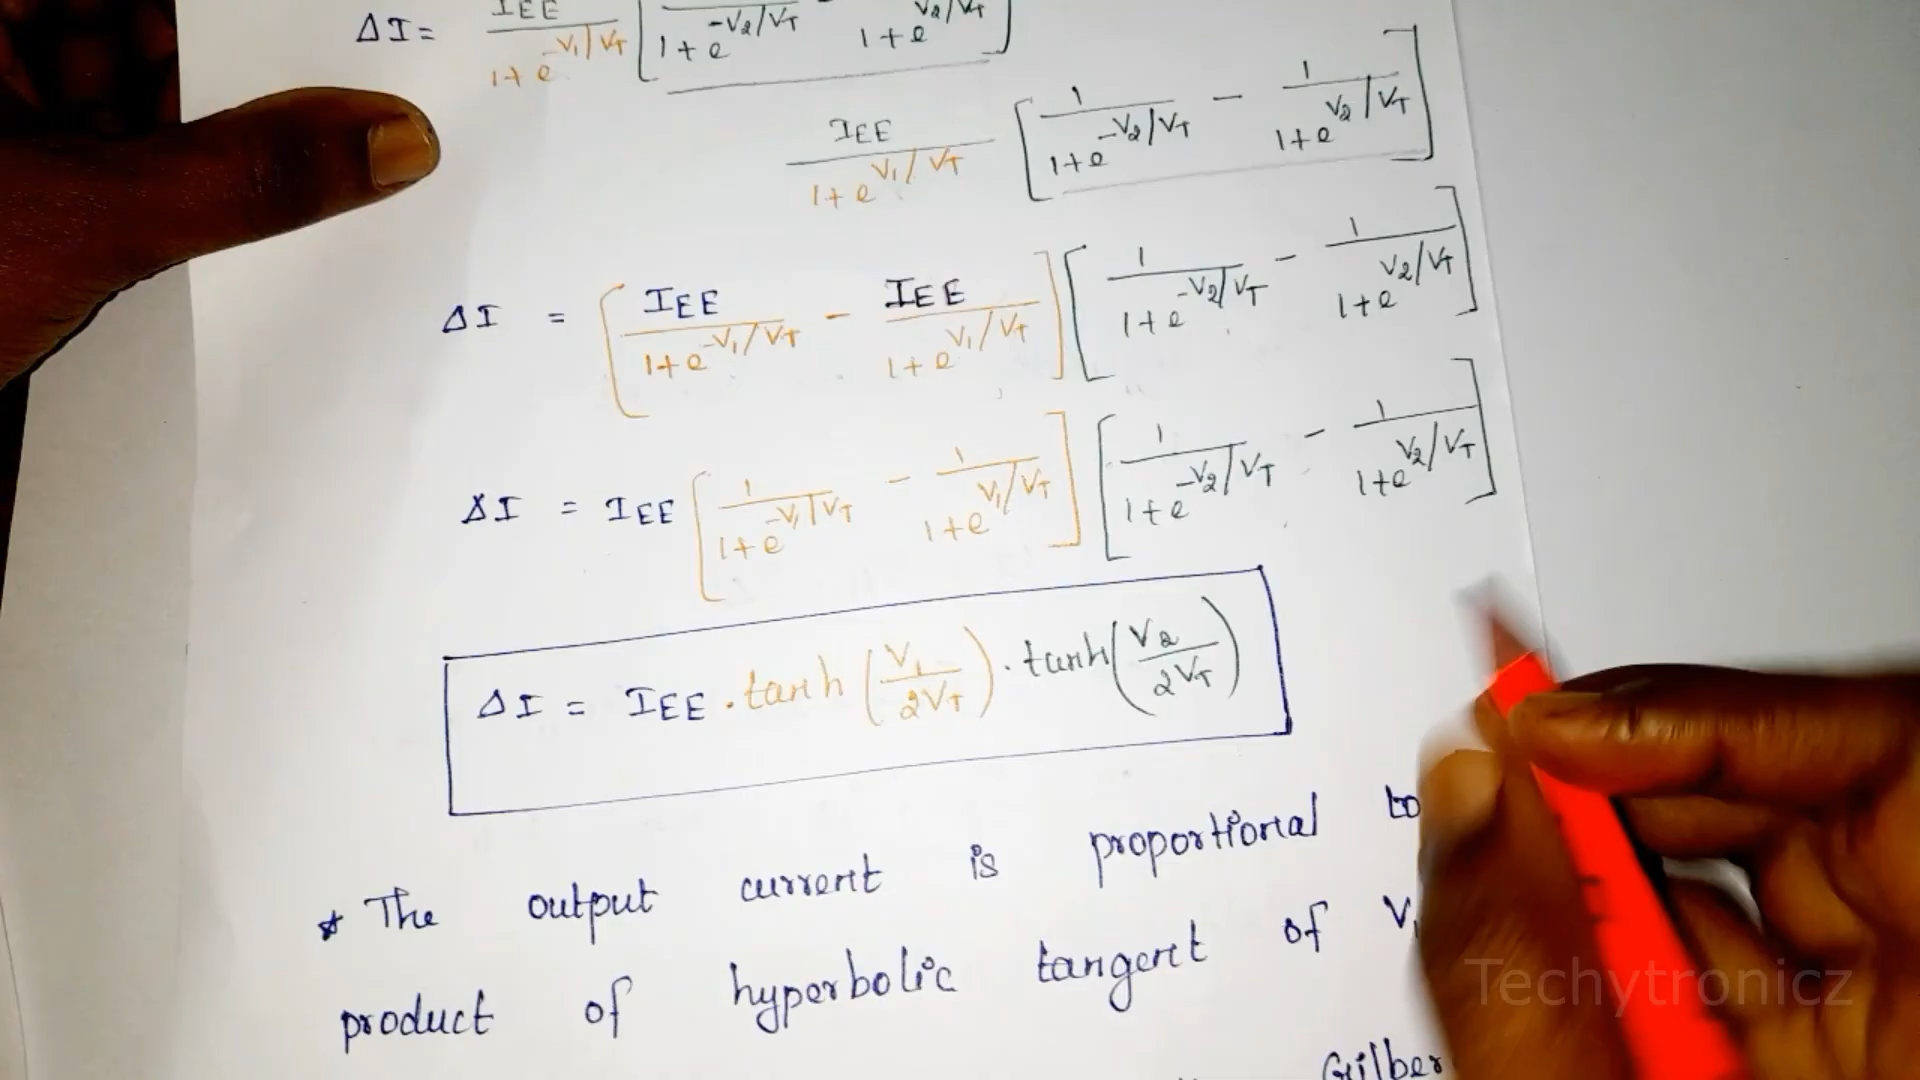 ΔI = IEE / 1+e^-V1/VT [ / 1+e^-V2/VT - / 1+e^V2/VT ]
IEE / 1+e^V1/VT [ 1 / 1+e^-V2/VT - 1 / 1+e^V2/VT ]
ΔI = [ IEE / 1+e^-V1/VT - IEE / 1+e^V1/VT ] [ 1 / 1+e^-V2/VT - 1 / 1+e^V2/VT ]
ΔI = IEE [ 1 / 1+e^-V1/VT - 1 / 1+e^V1/VT ] [ 1 / 1+e^-V2/VT - 1 / 1+e^V2/VT ]
ΔI = IEE . tanh ( V1 / 2VT ) . tanh ( V2 / 2VT )
* The output current is proportional to
product of hyperbolic tangent of V1
Gilber
Techytronicz